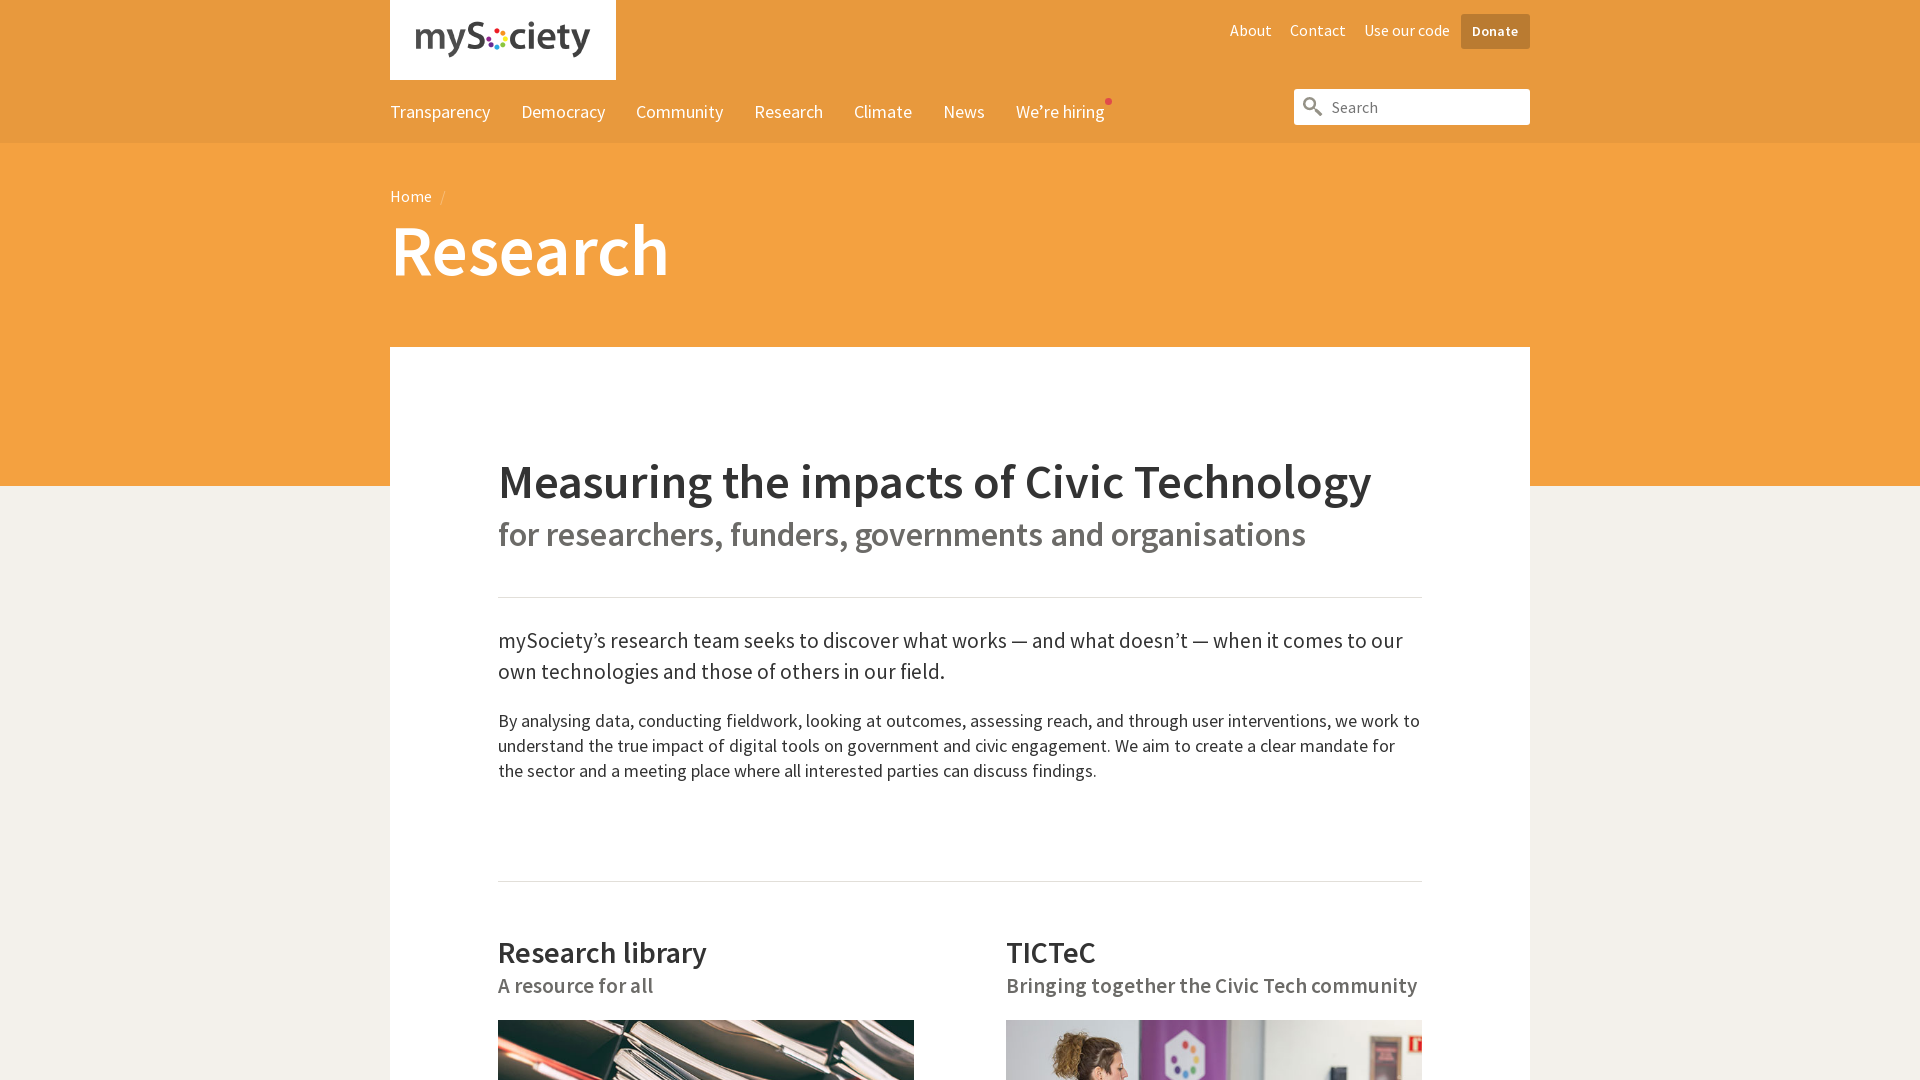 mySociety
About Contact Use our code Donate
Transparency Democracy Community Research Climate News We’re hiring Search
Home /
Research
Measuring the impacts of Civic Technology
for researchers, funders, governments and organisations
mySociety’s research team seeks to discover what works — and what doesn’t — when it comes to our
own technologies and those of others in our field.
By analysing data, conducting fieldwork, looking at outcomes, assessing reach, and through user interventions, we work to
understand the true impact of digital tools on government and civic engagement. We aim to create a clear mandate for
the sector and a meeting place where all interested parties can discuss findings.
Research library
A resource for all
TICTeC
Bringing together the Civic Tech community